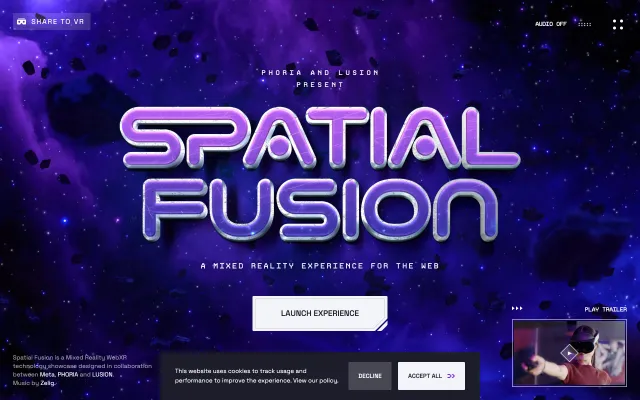 SHARE TO VR
AUDIO OFF
PHORIA AND LUSION
PRESENT
SPATIAL
FUSION
A MIXED REALITY EXPERIENCE FOR THE WEB
LAUNCH EXPERIENCE
PLAY TRAILER
Spatial Fusion is a Mixed Reality WebXR
technology showcase designed in collaboration
between Meta, PHORIA and LUSION.
Music by Zelig.
This website uses cookies to track usage and
performance to improve the experience. View our policy.
DECLINE
ACCEPT ALL